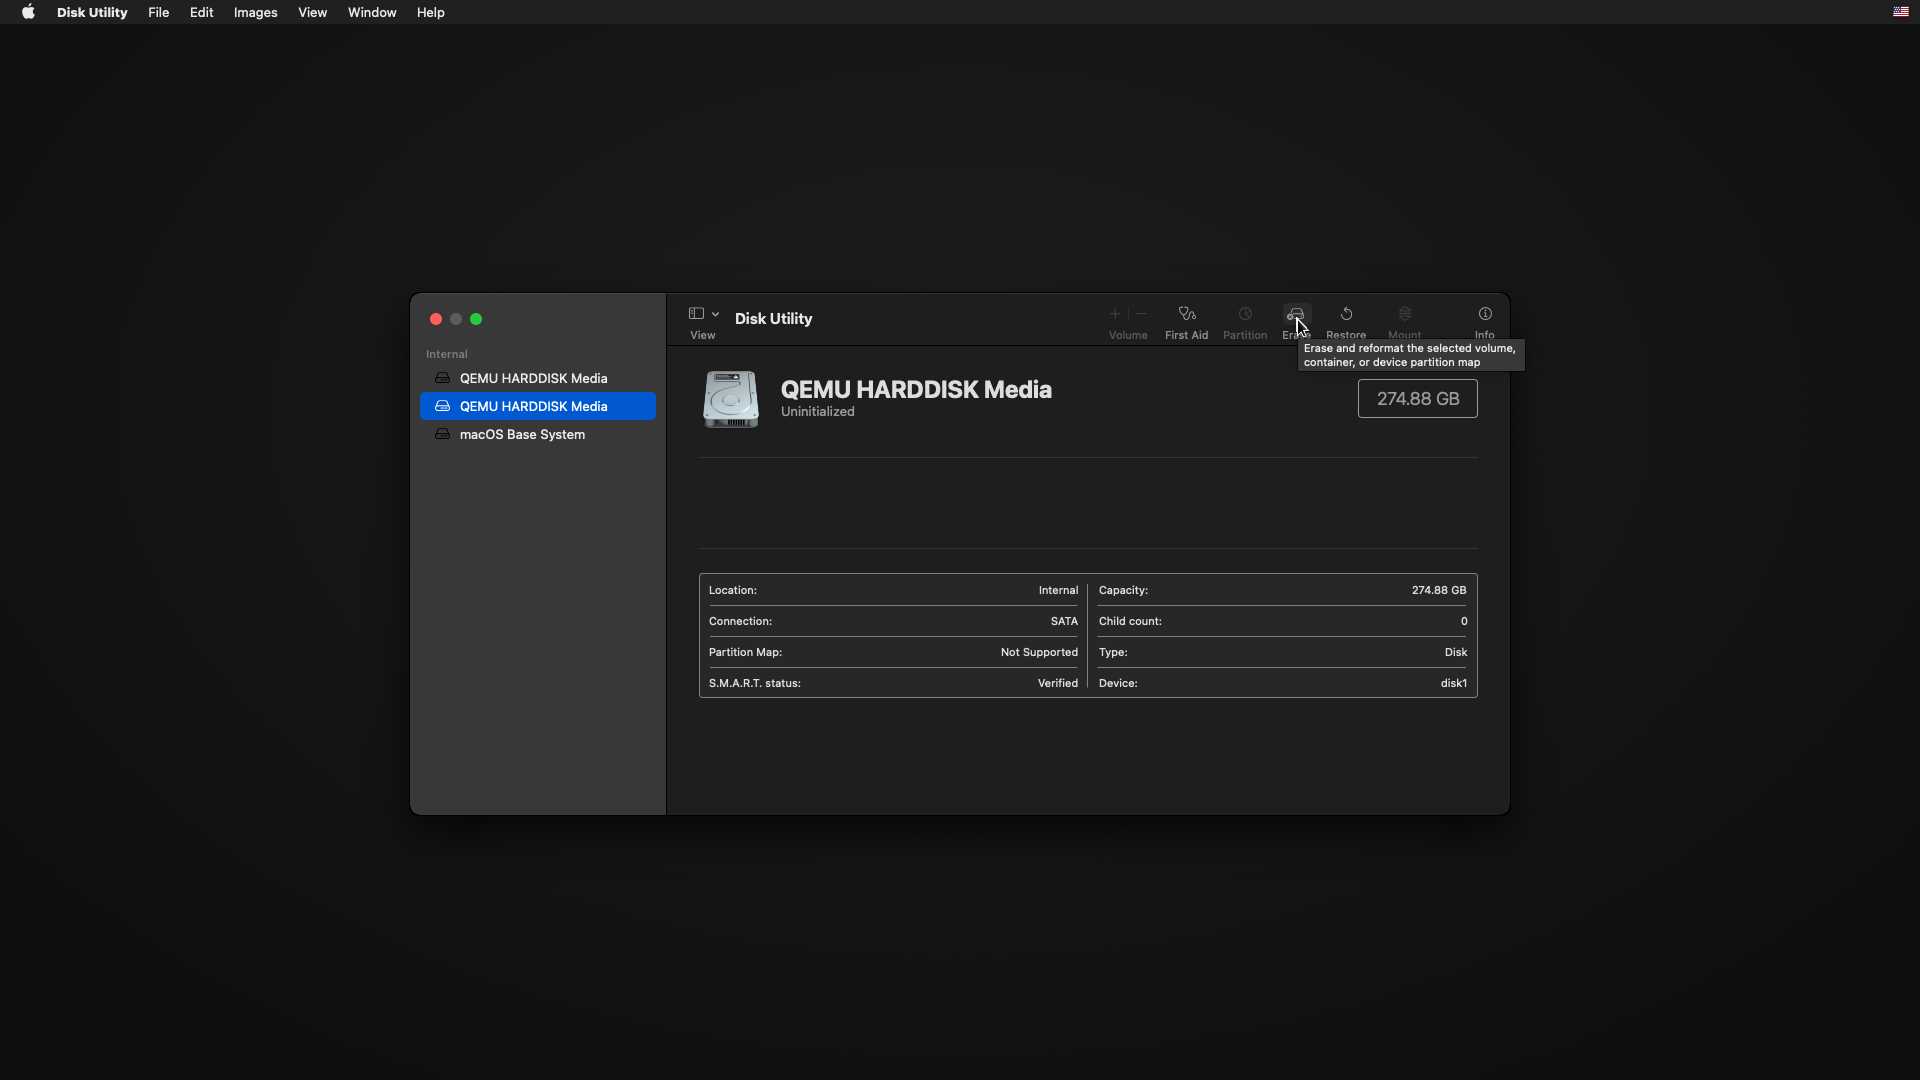 Disk Utility File Edit Images View Window Help
View
Disk Utility
Volume First Aid Partition Erase Restore Mount Info
Erase and reformat the selected volume,
container, or device partition map
Internal
QEMU HARDDISK Media
QEMU HARDDISK Media
macOS Base System
QEMU HARDDISK Media
Uninitialized
274.88 GB
Location: Internal
Connection: SATA
Partition Map: Not Supported
S.M.A.R.T. status: Verified
Capacity: 274.88 GB
Child count: 0
Type: Disk
Device: disk1